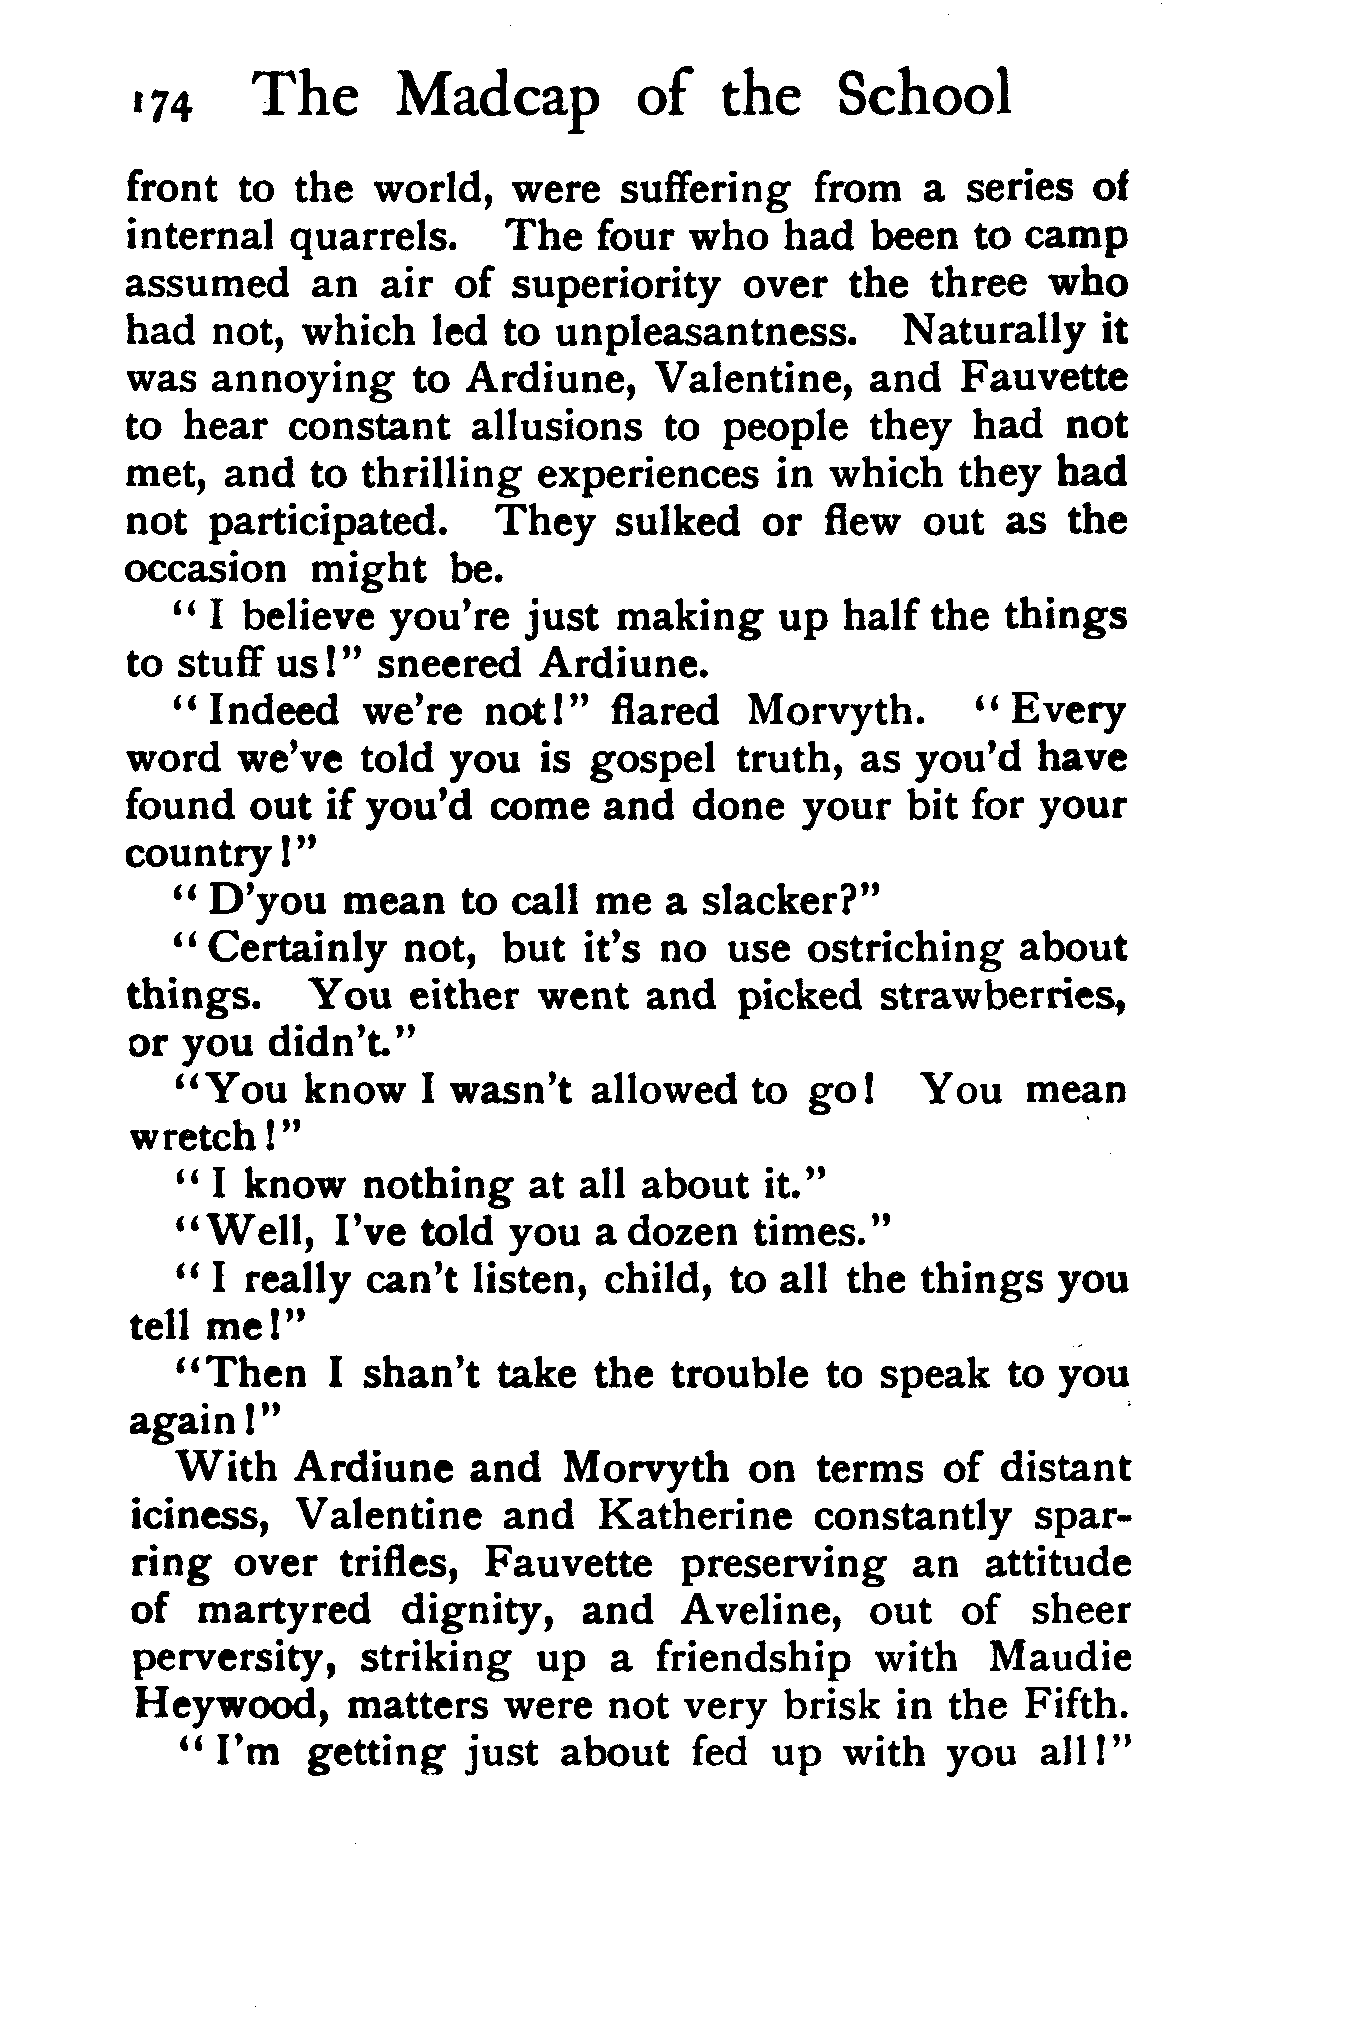 174 The Madcap of the School
front to the world, were suffering from a series of
internal quarrels. The four who had been to camp
assumed an air of superiority over the three who
had not, which led to unpleasantness. Naturally it
was annoying to Ardiune, Valentine, and Fauvette
to hear constant allusions to people they had not
met, and to thrilling experiences in which they had
not participated. They sulked or flew out as the
occasion might be.
"I believe you're just making up half the things
to stuff us!" sneered Ardiune.
"Indeed we're not!" flared Morvyth. "Every
word we've told you is gospel truth, as you'd have
found out if you'd come and done your bit for your
country!"
"D'you mean to call me a slacker?"
"Certainly not, but it's no use ostriching about
things. You either went and picked strawberries,
or you didn't."
"You know I wasn't allowed to go! You mean
wretch!"
"I know nothing at all about it."
"Well, I've told you a dozen times."
"I really can't listen, child, to all the things you
tell me!"
"Then I shan't take the trouble to speak to you
again!"
With Ardiune and Morvyth on terms of distant
iciness, Valentine and Katherine constantly spar-
ring over trifles, Fauvette preserving an attitude
of martyred dignity, and Aveline, out of sheer
perversity, striking up a friendship with Maudie
Heywood, matters were not very brisk in the Fifth.
"I'm getting just about fed up with you all!"